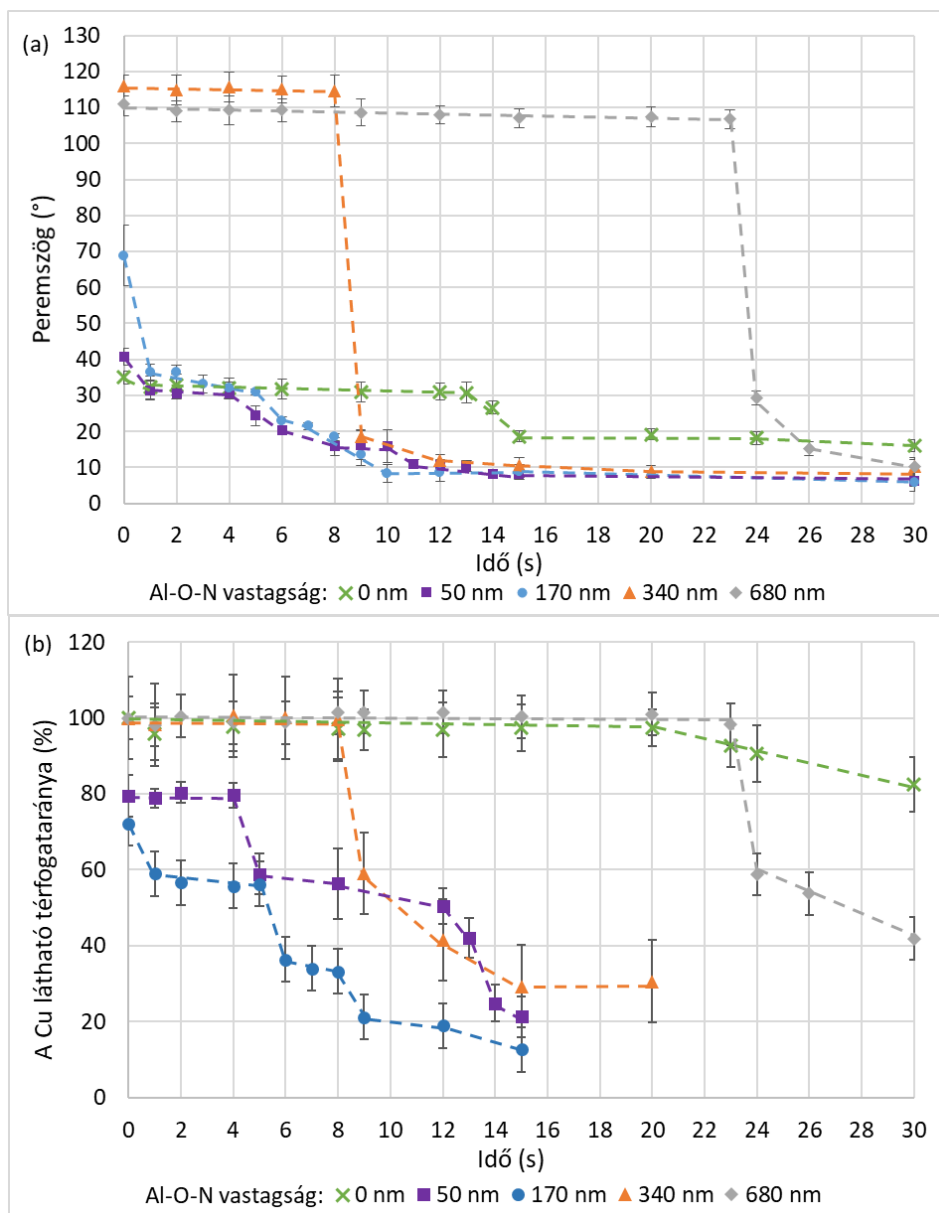 (a)
Peremszög (°)
130
120
110
100
90
80
70
60
50
40
30
20
10
0
0 2 4 6 8 10 12 14 16 18 20 22 24 26 28 30
Idő (s)
Al-O-N vastagság: 0 nm 50 nm 170 nm 340 nm 680 nm
(b)
A Cu látható térfogataránya (%)
120
100
80
60
40
20
0
0 2 4 6 8 10 12 14 16 18 20 22 24 26 28 30
Idő (s)
Al-O-N vastagság: 0 nm 50 nm 170 nm 340 nm 680 nm